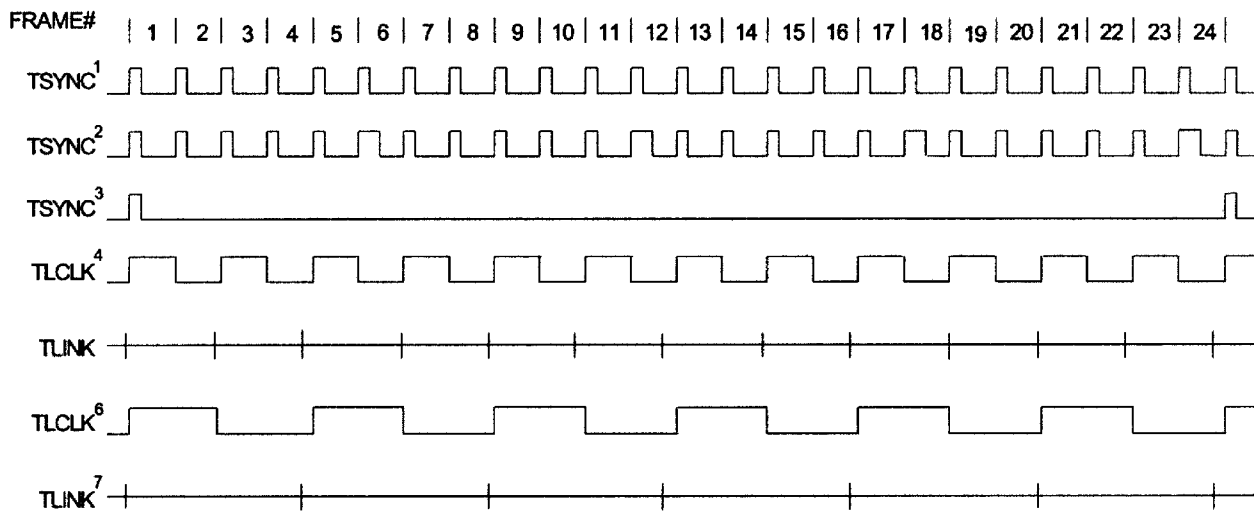 FRAME# | 1 | 2 | 3 | 4 | 5 | 6 | 7 | 8 | 9 | 10 | 11 | 12 | 13 | 14 | 15 | 16 | 17 | 18 | 19 | 20 | 21 | 22 | 23 | 24 |
TSYNC¹
TSYNC²
TSYNC³
TLCLK⁴
TLINK
TLCLK⁶
TLINK⁷